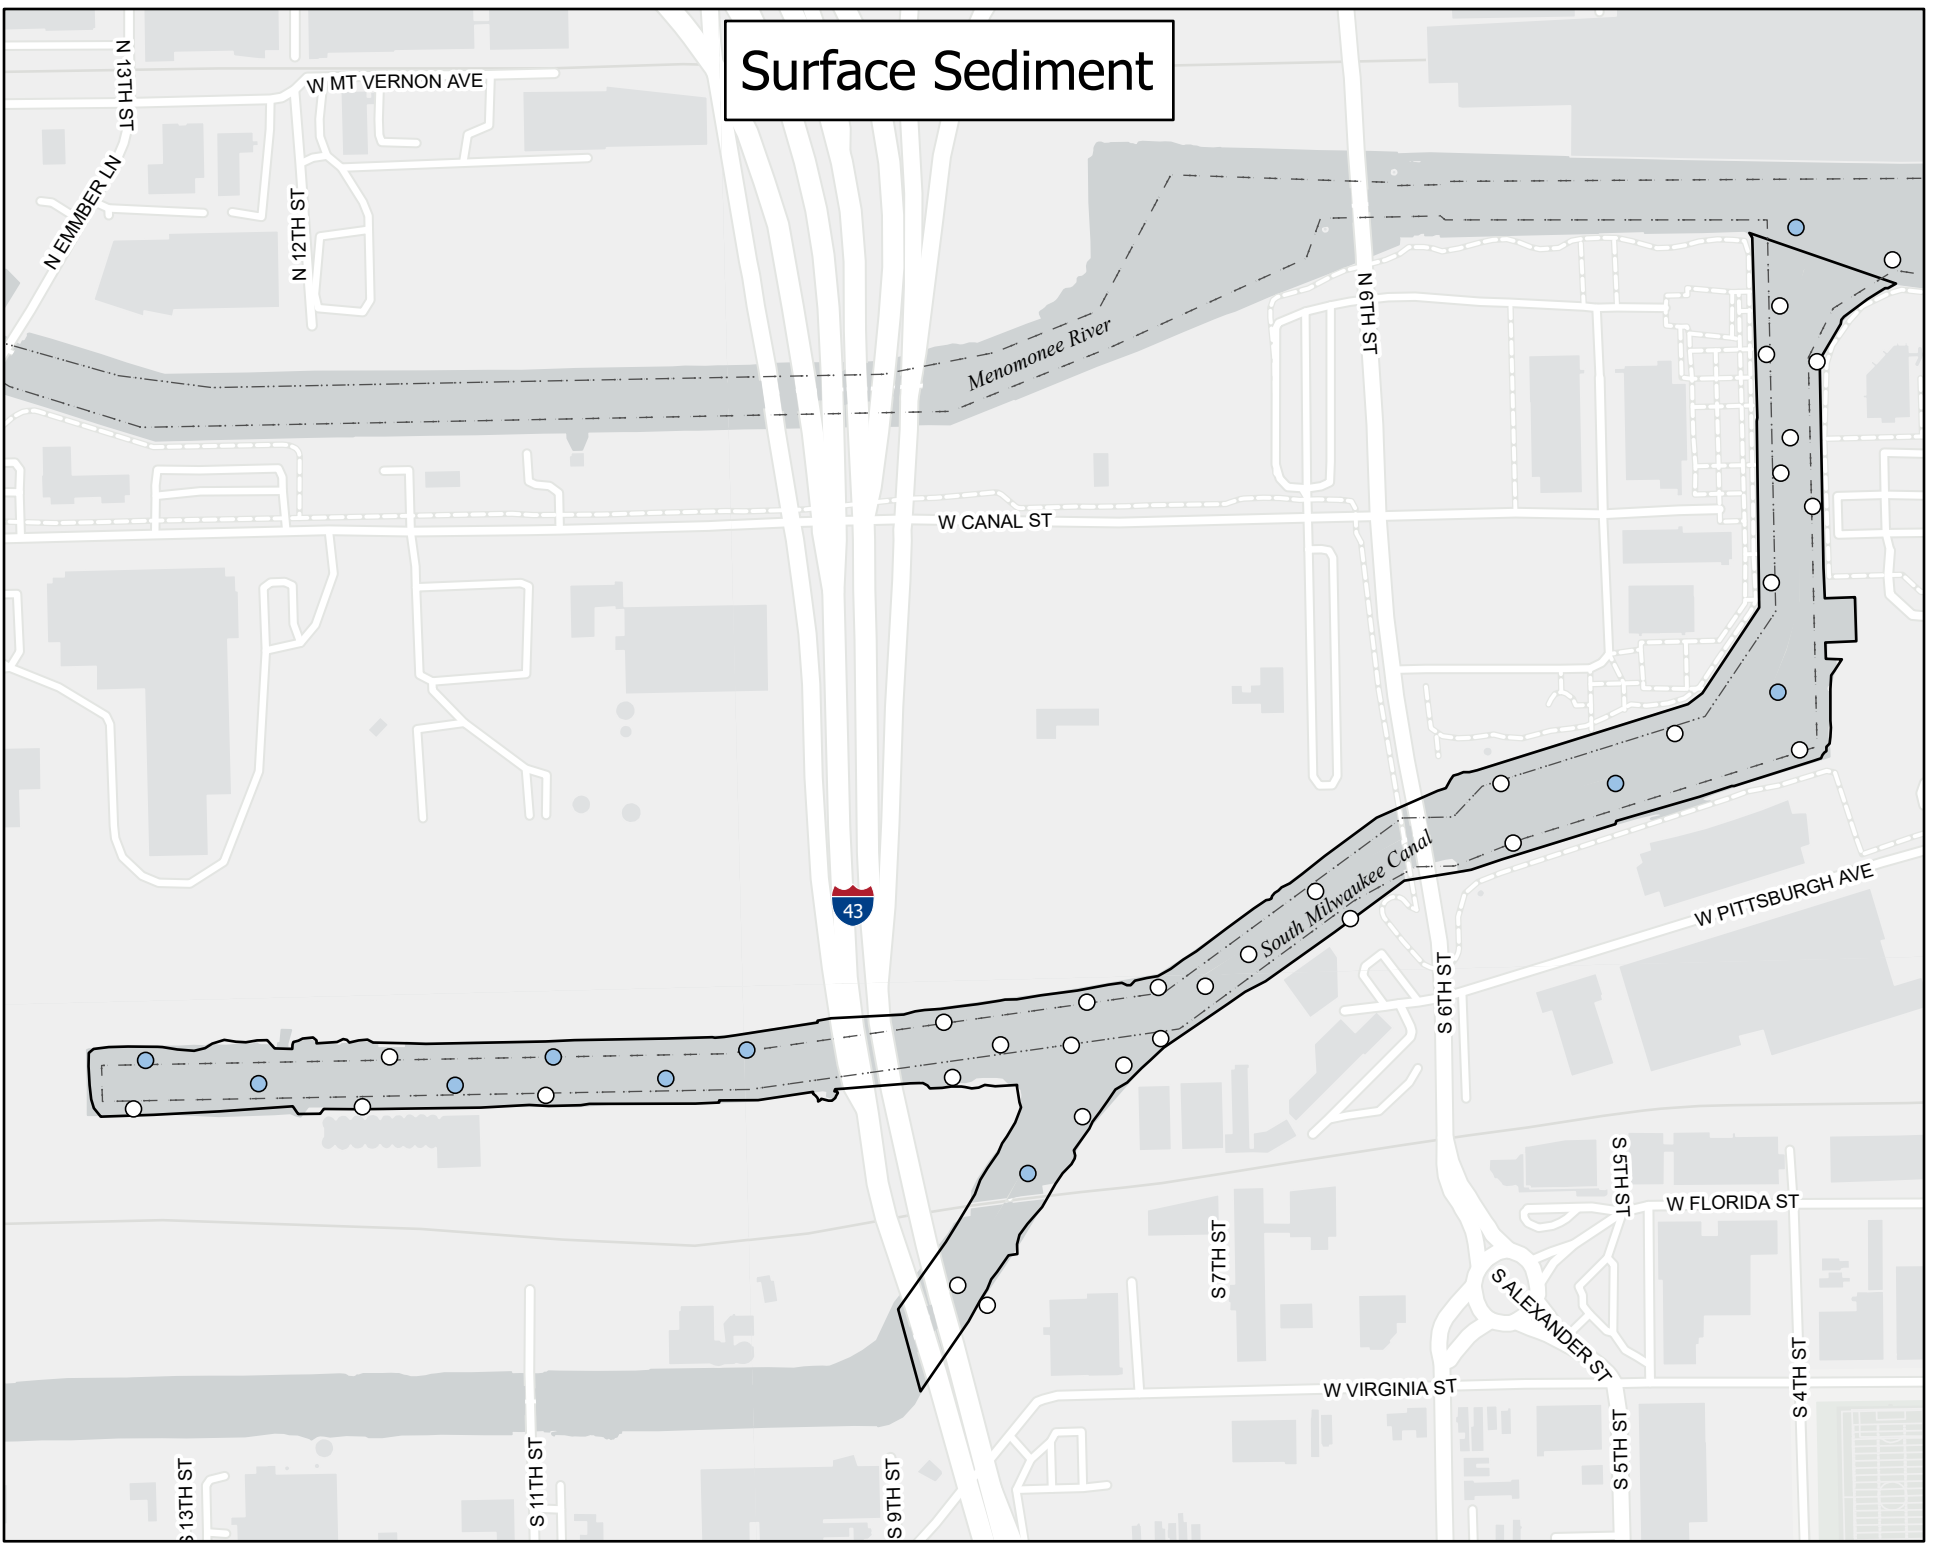 Surface Sediment
N 13TH ST
W MT VERNON AVE
N EMMBER LN
N 12TH ST
Menomonee River
N 6TH ST
W CANAL ST
43
South Milwaukee Canal
W PITTSBURGH AVE
S 6TH ST
S 5TH ST
W FLORIDA ST
S 7TH ST
S ALEXANDER ST
W VIRGINIA ST
S 4TH ST
S 5TH ST
S 13TH ST
S 11TH ST
S 9TH ST